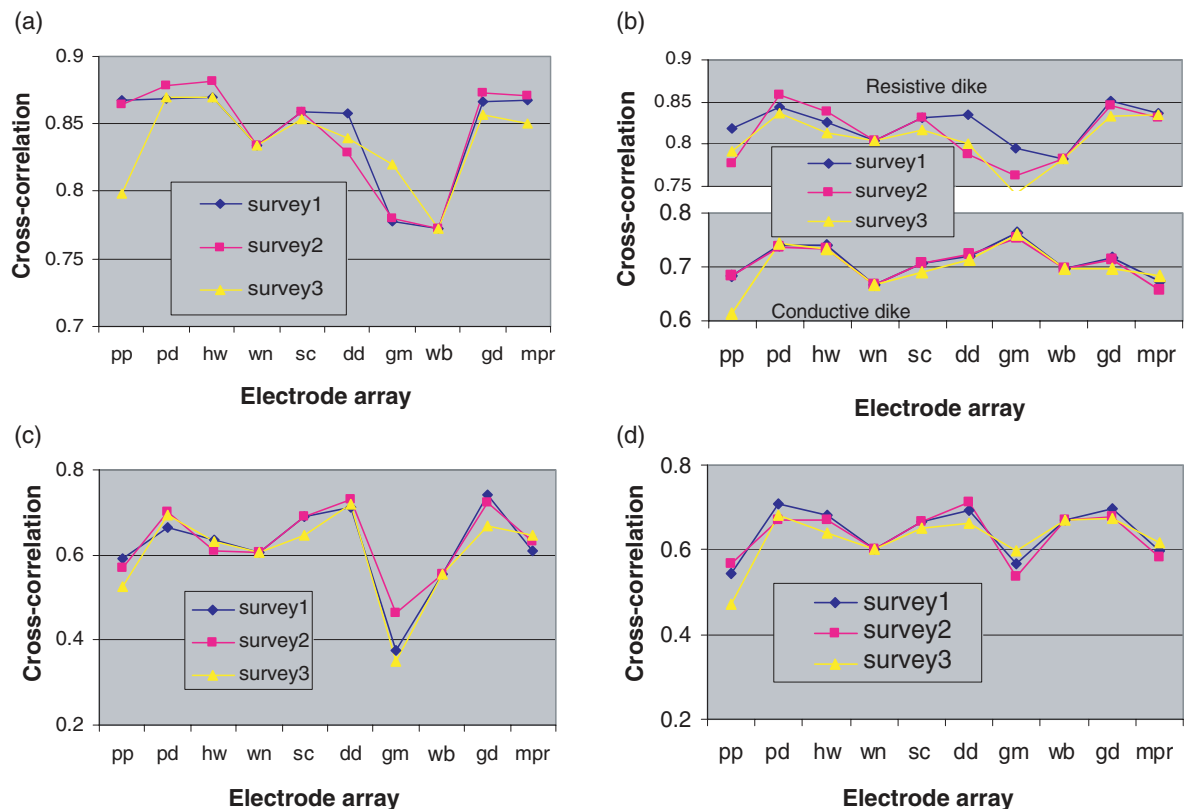 (a)
Cross-correlation
0.9
0.85
0.8
0.75
0.7
survey1
survey2
survey3
pp pd hw wn sc dd gm wb gd mpr
Electrode array
(b)
Cross-correlation
0.9
0.85
0.8
0.75
Resistive dike
survey1
survey2
survey3
0.8
0.7
0.6
Conductive dike
pp pd hw wn sc dd gm wb gd mpr
Electrode array
(c)
Cross-correlation
0.8
0.6
0.4
0.2
survey1
survey2
survey3
pp pd hw wn sc dd gm wb gd mpr
Electrode array
(d)
Cross-correlation
0.8
0.6
0.4
0.2
survey1
survey2
survey3
pp pd hw wn sc dd gm wb gd mpr
Electrode array